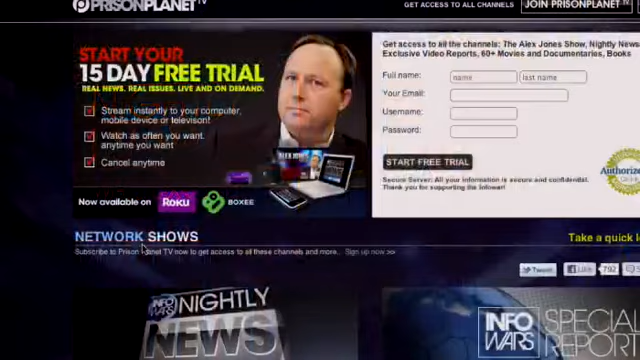 PRISONPLANET TV
GET ACCESS TO ALL CHANNELS
JOIN PRISONPLANET
START YOUR
15 DAY FREE TRIAL
REAL NEWS. REAL ISSUES. LIVE AND ON DEMAND.
Stream instantly to your computer,
mobile device or televison!
Watch as often you want,
anytime you want
Cancel anytime
ALEX JONES
Now available on Roku BOXEE
Get access to all the channels: The Alex Jones Show, Nightly News
Exclusive Video Reports, 60+ Movies and Documentaries, Books
Full name: name last name
Your Email:
Username:
Password:
START FREE TRIAL
Secure Server: All your information is secure and confidential.
Thank you for supporting the Infowar!
Authorize
NETWORK SHOWS
Take a quick
Subscribe to Prison Planet TV now to get access to all these channels and more... Sign up now >>
Tweet Like 792
INFO WARS NIGHTLY
NEWS
INFO WARS SPECIAL
REPORT